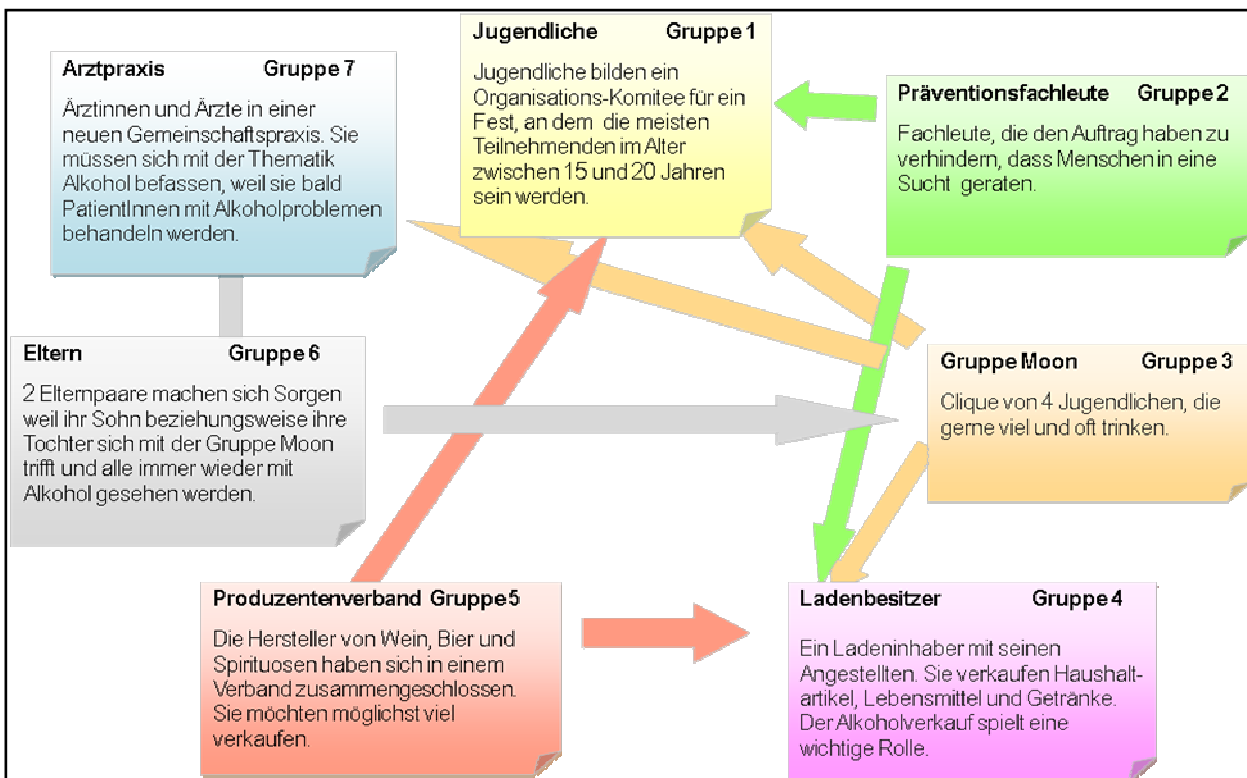 Jugendliche Gruppe 1
Jugendliche bilden ein
Organisations-Komitee für ein
Fest, an dem die meisten
Teilnehmenden im Alter
zwischen 15 und 20 Jahren
sein werden.
Arztpraxis Gruppe 7
Ärztinnen und Ärzte in einer
neuen Gemeinschaftspraxis. Sie
müssen sich mit der Thematik
Alkohol befassen, weil sie bald
PatientInnen mit Alkoholproblemen
behandeln werden.
Präventionsfachleute Gruppe 2
Fachleute, die den Auftrag haben zu
verhindern, dass Menschen in eine
Sucht geraten.
Eltern Gruppe 6
2 Elternpaare machen sich Sorgen
weil ihr Sohn beziehungsweise ihre
Tochter sich mit der Gruppe Moon
trifft und alle immer wieder mit
Alkohol gesehen werden.
Gruppe Moon Gruppe 3
Clique von 4 Jugendlichen, die
gerne viel und oft trinken.
Produzentenverband Gruppe 5
Die Hersteller von Wein, Bier und
Spirituosen haben sich in einem
Verband zusammengeschlossen.
Sie möchten möglichst viel
verkaufen.
Ladenbesitzer Gruppe 4
Ein Ladeninhaber mit seinen
Angestellten. Sie verkaufen Haushalt-
artikel, Lebensmittel und Getränke.
Der Alkoholverkauf spielt eine
wichtige Rolle.